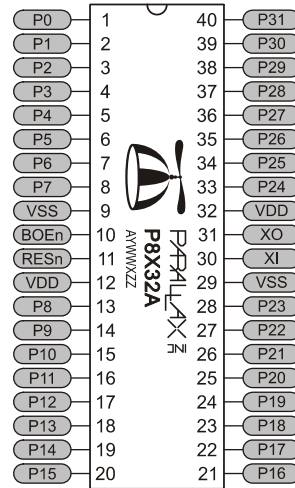 P0 1 40 P31
P1 2 39 P30
P2 3 38 P29
P3 4 37 P28
P4 5 36 P27
P5 6 35 P26
P6 7 34 P25
P7 8 33 P24
VSS 9 32 VDD
BOEn 10 31 XO
RESn 11 30 XI
VDD 12 29 VSS
P8 13 28 P23
P9 14 27 P22
P10 15 26 P21
P11 16 25 P20
P12 17 24 P19
P13 18 23 P18
P14 19 22 P17
P15 20 21 P16
PARALLAX INC
P8X32A
AYWWXZZ